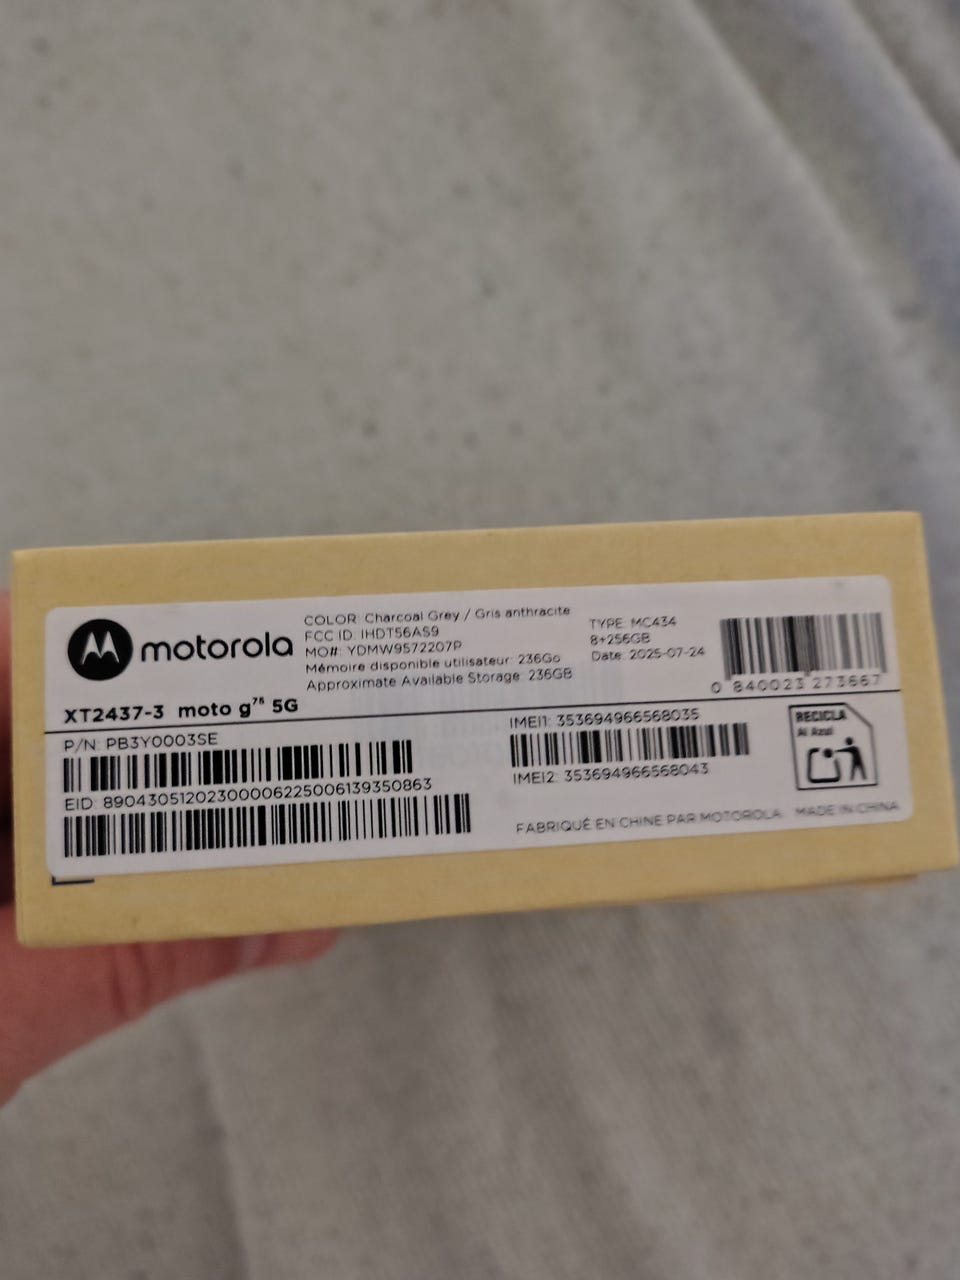 motorola
COLOR: Charcoal Grey / Gris anthracite
FCC ID: IHDT56AS9
MO#: YDMW9572207P
Mémoire disponible utilisateur: 236Go
Approximate Available Storage: 236GB
TYPE: MC434
8+256GB
Date: 2025-07-24
0 840023 273667
XT2437-3 moto g⁷⁵ 5G
P/N: PB3Y0003SE
EID: 89043051202300006225006139350863
IMEI1: 353694966568035
IMEI2: 353694966568043
RECICLA
Al Azul
FABRIQUÉ EN CHINE PAR MOTOROLA MADE IN CHINA